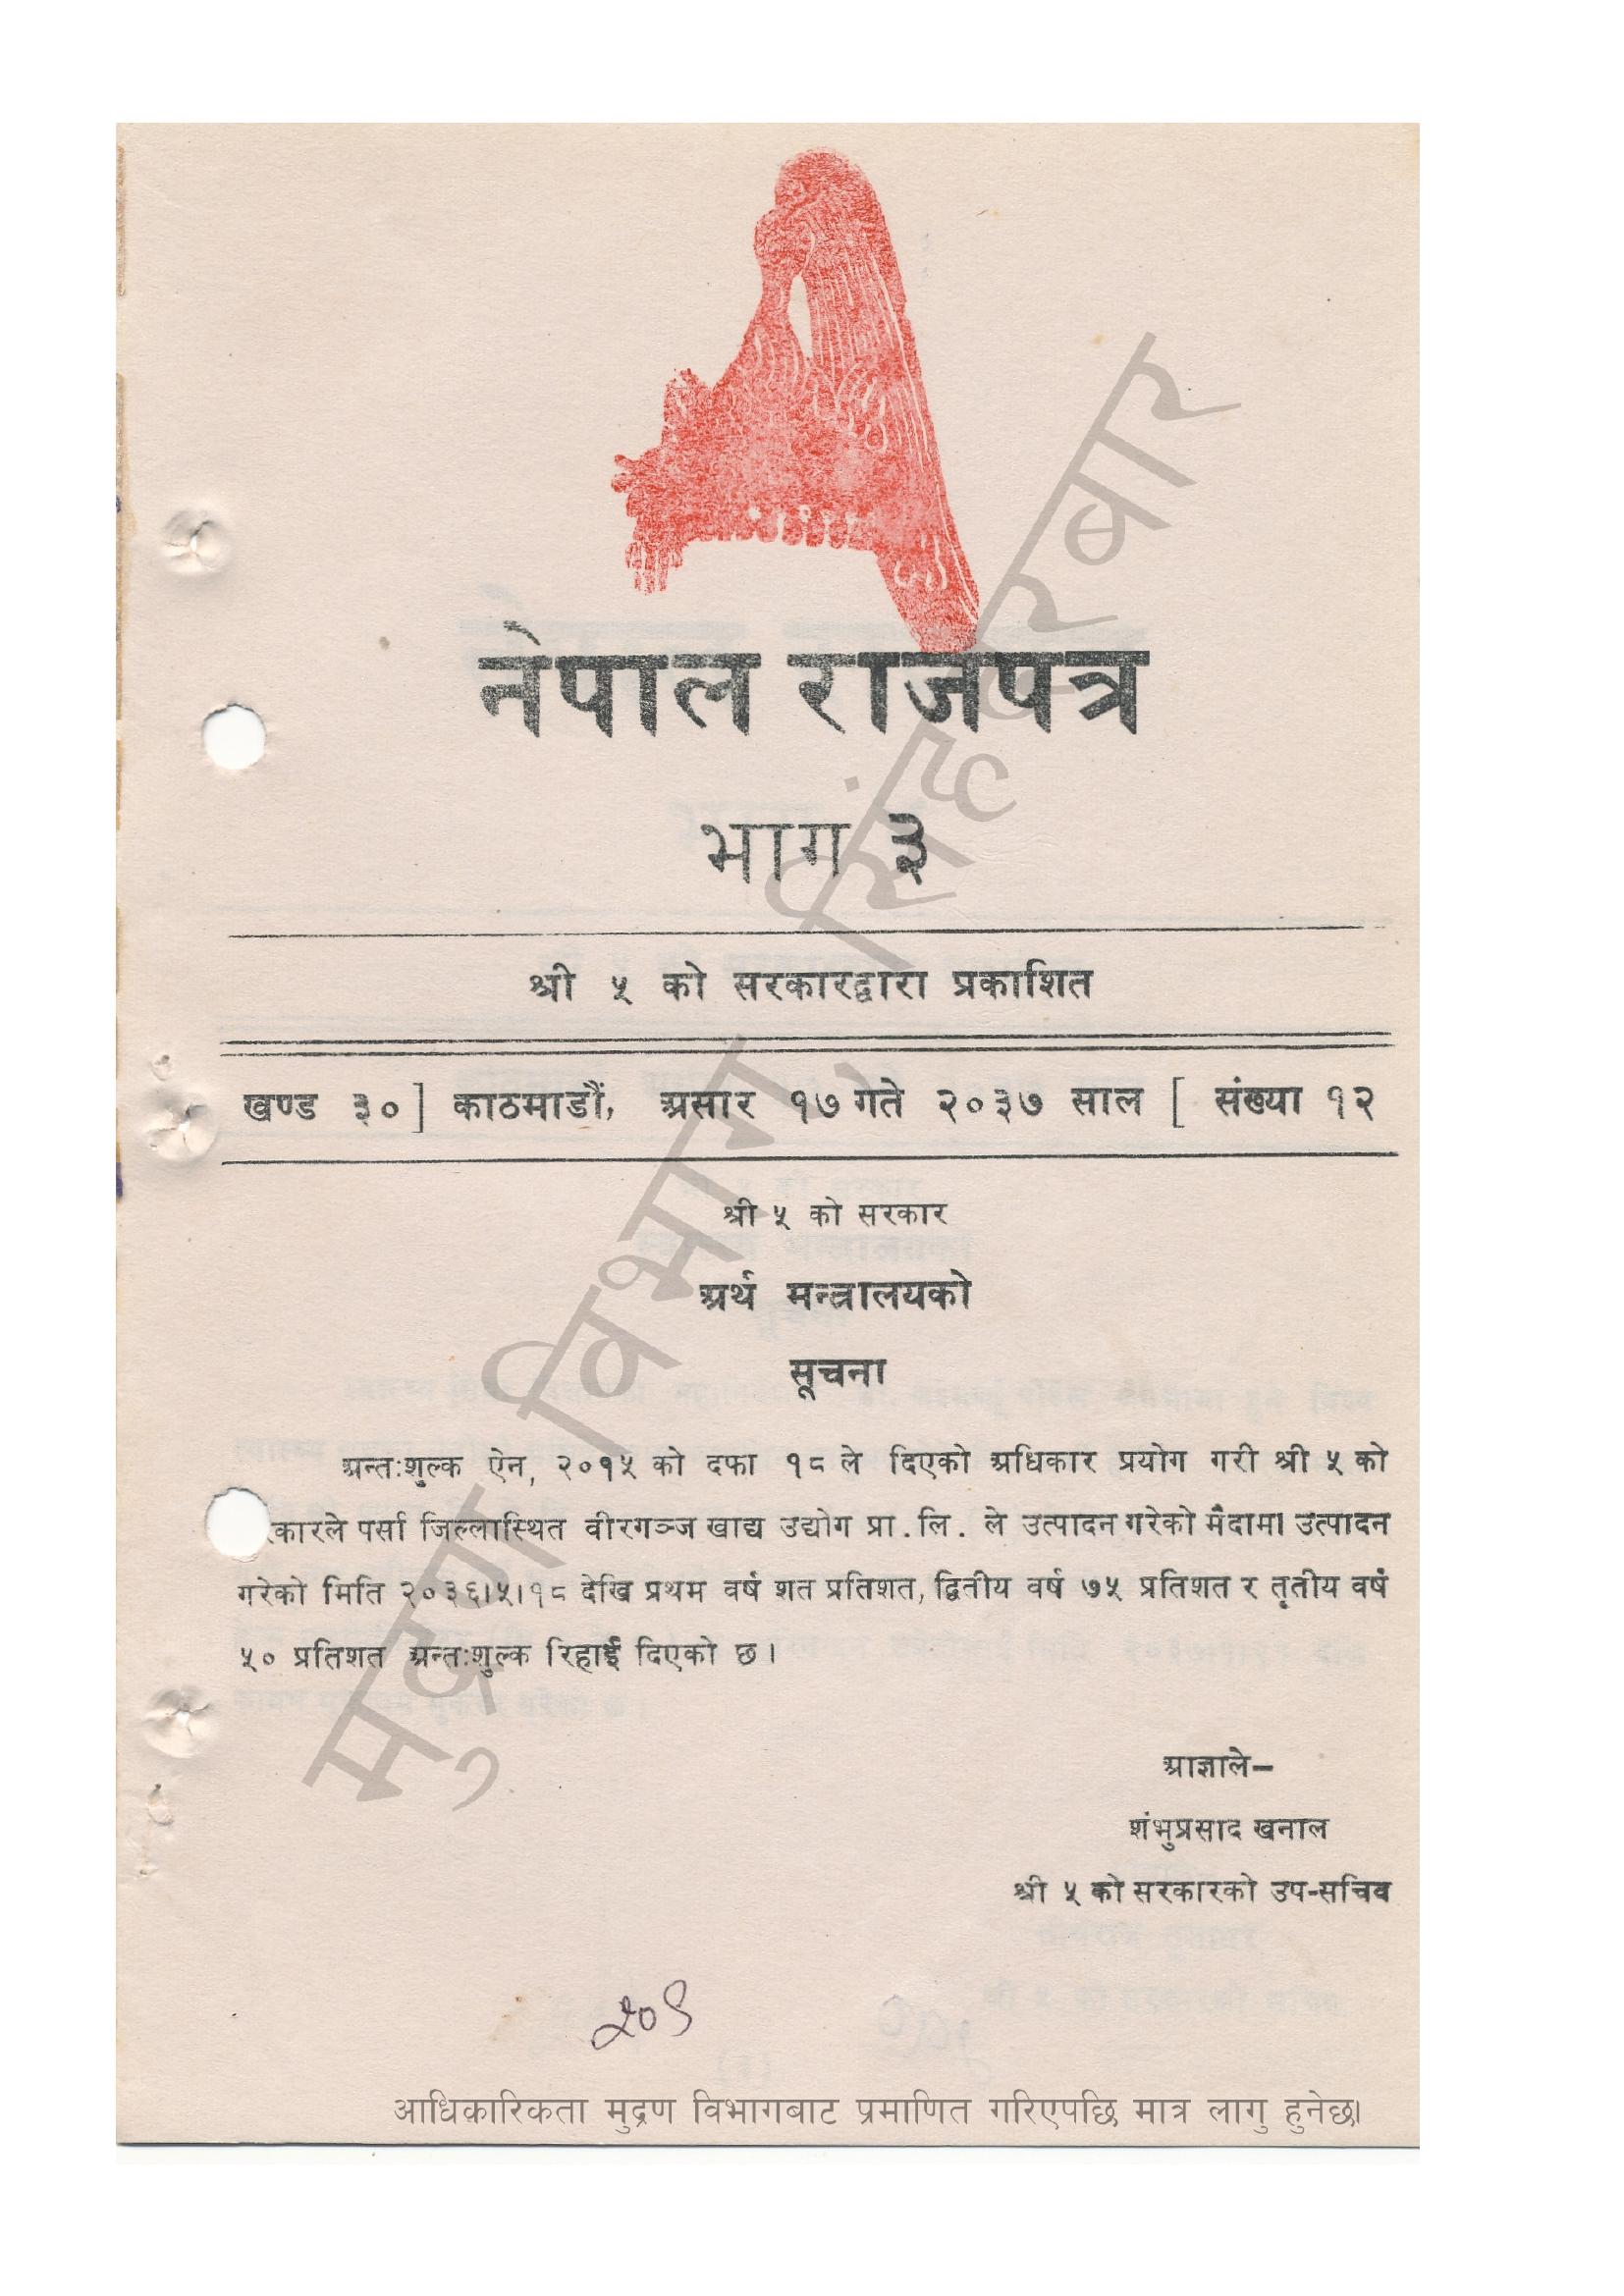 नेपाल राजपत्र
भाग ३
श्री ५ को सरकारद्वारा प्रकाशित
खण्ड ३०] काठमाडौं, असार १७ गते २०३७ साल [ संख्या १२
श्री ५ को सरकार
अर्थ मन्त्रालयको
सूचना
अन्तःशुल्क ऐन, २०१५ को दफा १८ ले दिएको अधिकार प्रयोग गरी श्री ५ को
कारले पर्सा जिल्लास्थित वीरगञ्ज खाद्य उद्योग प्रा. लि. ले उत्पादन गरेको मैदामा उत्पादन
गरेको मिति २०३६।५।१८ देखि प्रथम वर्ष शत प्रतिशत, द्वितीय वर्ष ७५ प्रतिशत र तृतीय वर्ष
५० प्रतिशत अन्तःशुल्क रिहाई दिएको छ।
आज्ञाले–
शंभुप्रसाद खनाल
श्री ५ को सरकारको उप-सचिव
२०९
आधिकारिकता मुद्रण विभागबाट प्रमाणित गरिएपछि मात्र लागु हुनेछ।
मुद्रण विभाग, सिंहदरबार